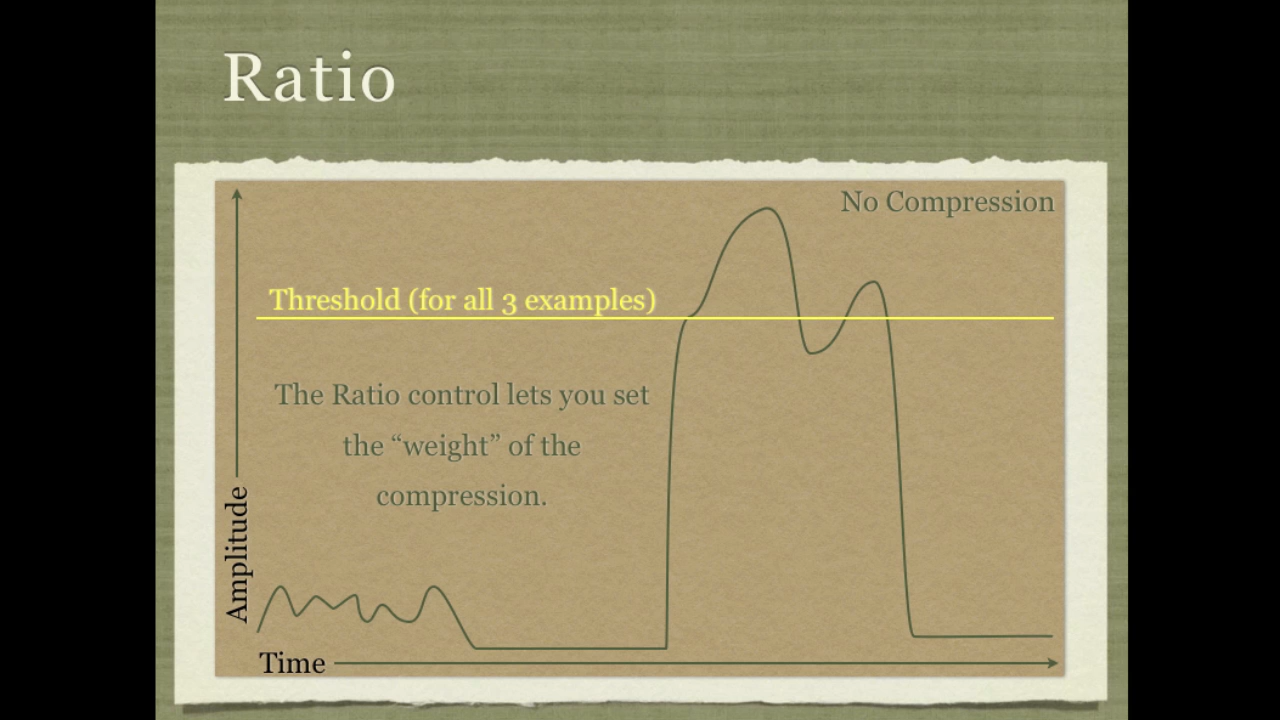 Ratio
No Compression
Threshold (for all 3 examples)
The Ratio control lets you set
the “weight” of the
compression.
Amplitude
Time